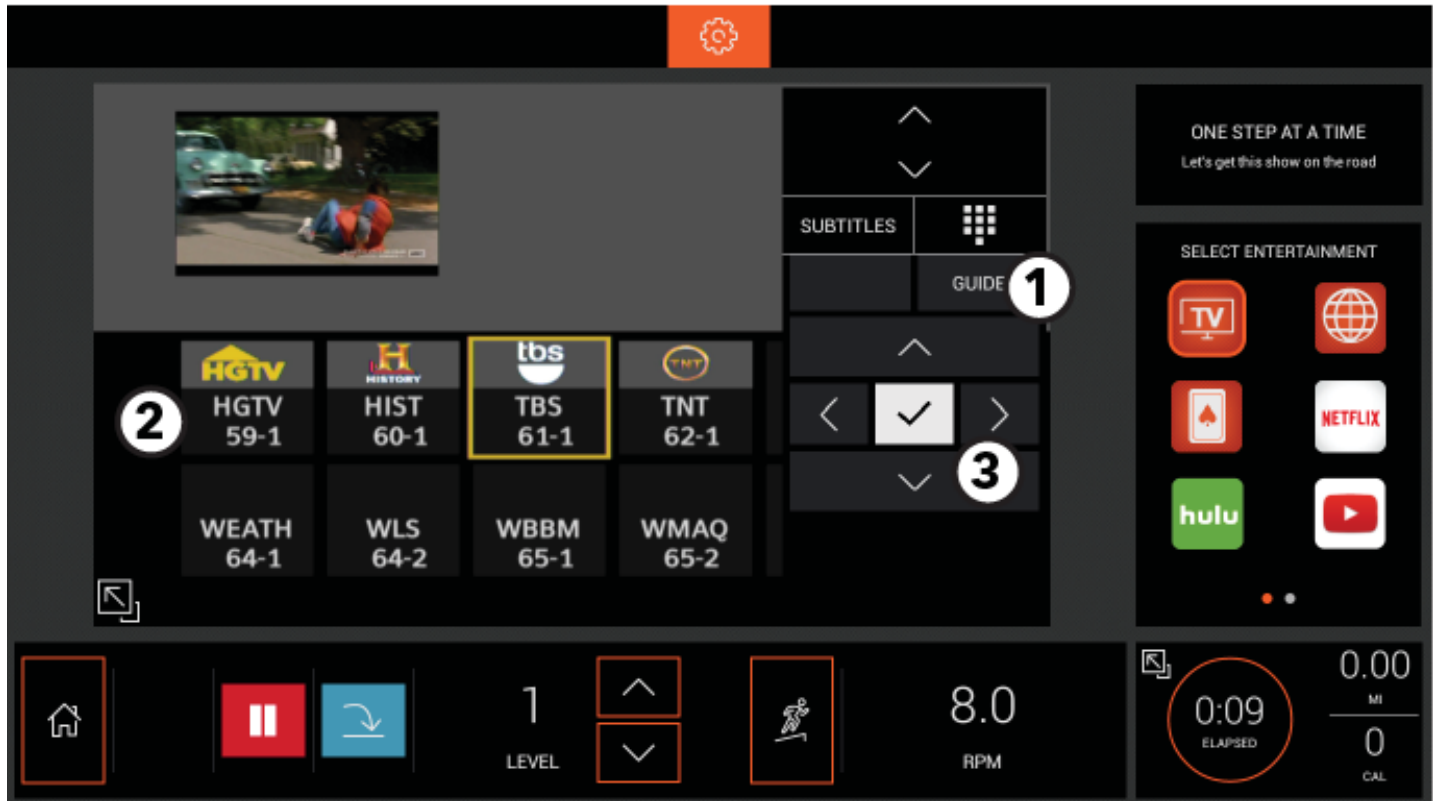 ONE STEP AT A TIME
Let's get this show on the road
SUBTITLES
GUIDE
1
SELECT ENTERTAINMENT
TV
NETFLIX
hulu
HGTV
H
HISTORY
tbs
TNT
2
HGTV
HIST
TBS
TNT
59-1
60-1
61-1
62-1
3
WEATH
WLS
WBBM
WMAQ
64-1
64-2
65-1
65-2
1
LEVEL
8.0
RPM
0:09
ELAPSED
0.00
MI
0
CAL